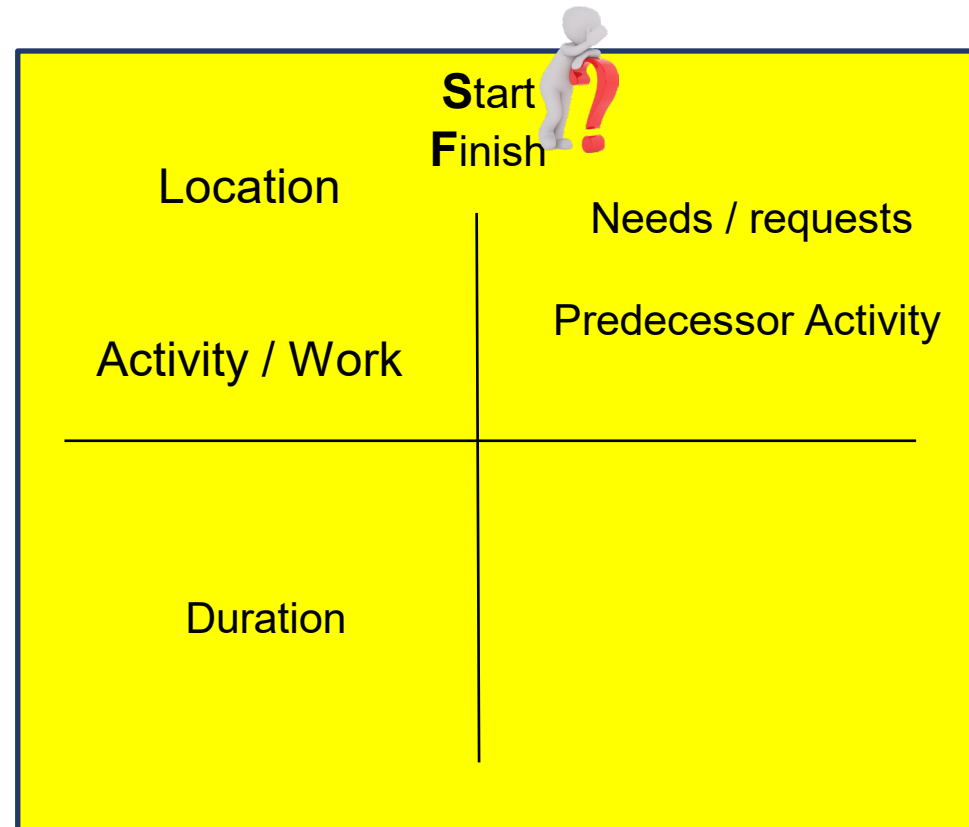 Start
Finish
Location
Needs / requests
Predecessor Activity
Activity / Work
Duration